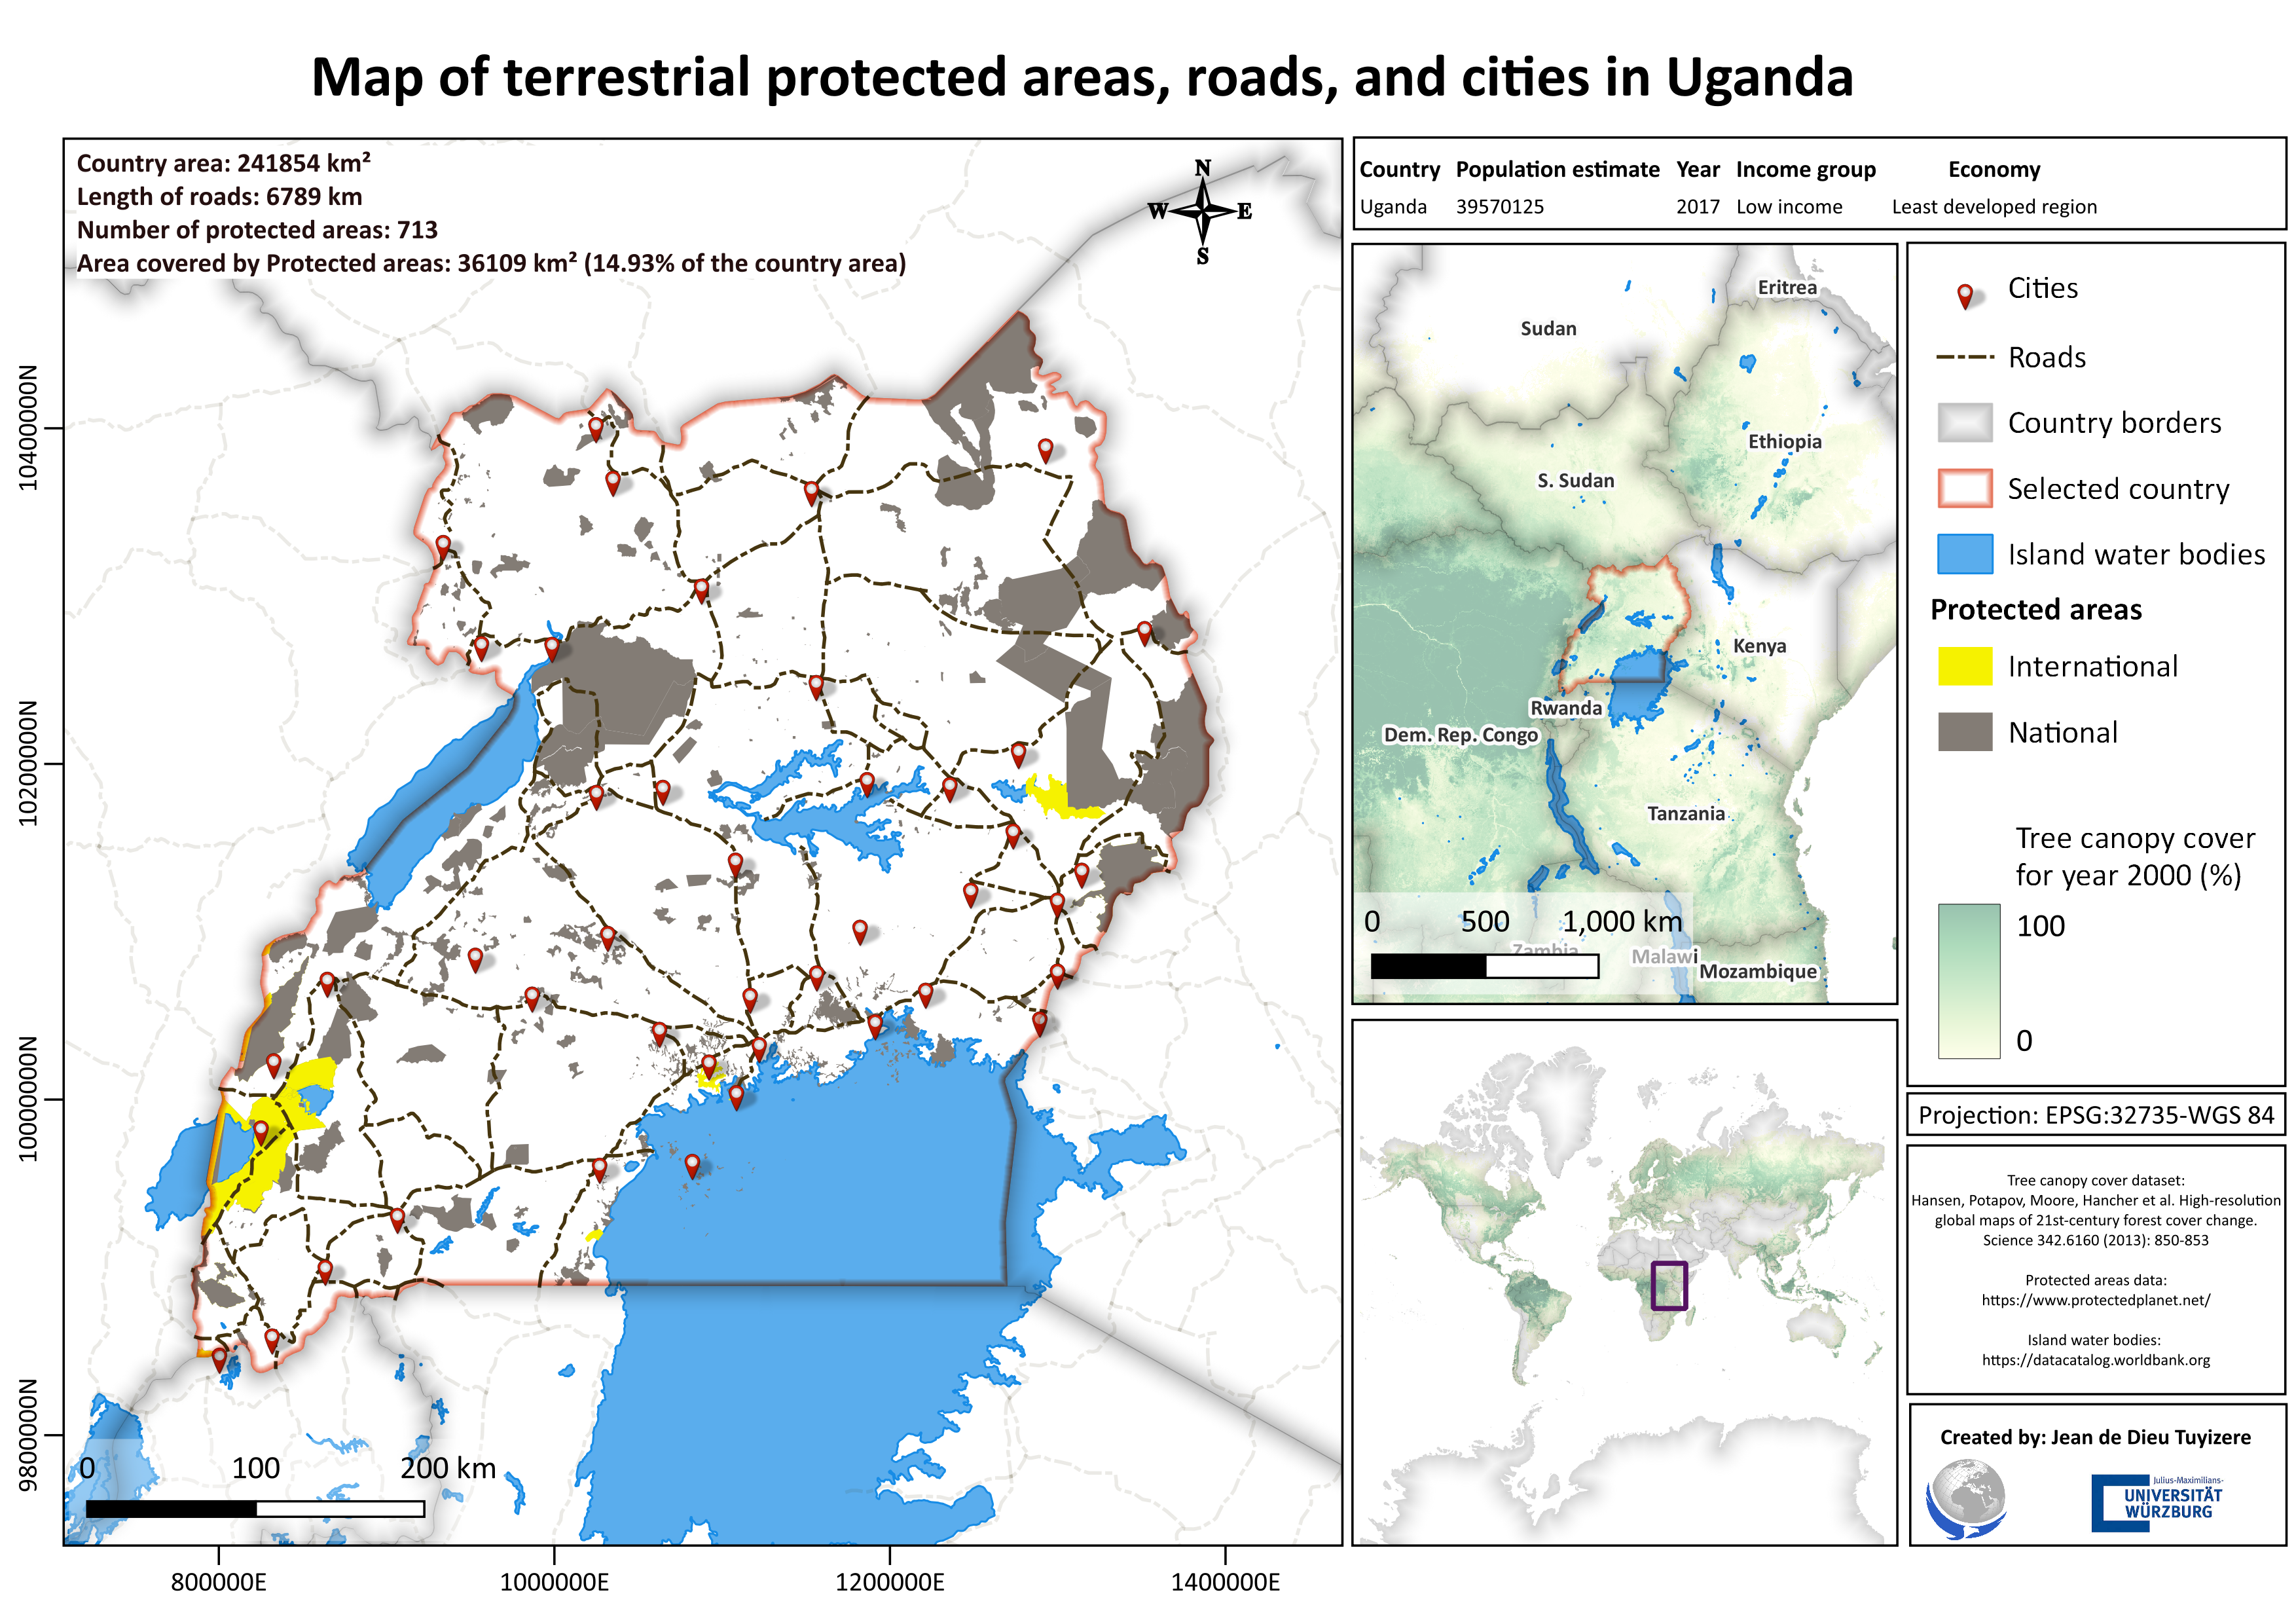 Map of terrestrial protected areas, roads, and cities in Uganda
Country area: 241854 km²
Length of roads: 6789 km
Number of protected areas: 713
Area covered by Protected areas: 36109 km² (14.93% of the country area)
N
W E
S
10400000N
10200000N
10000000N
9800000N
0 100 200 km
800000E 1000000E 1200000E 1400000E
Country Population estimate Year Income group Economy
Uganda 39570125 2017 Low income Least developed region
Eritrea
Sudan
Ethiopia
S. Sudan
Kenya
Rwanda
Dem. Rep. Congo
Tanzania
0 500 1,000 km
Zambia
Malawi
Mozambique
Cities
Roads
Country borders
Selected country
Island water bodies
Protected areas
International
National
Tree canopy cover
for year 2000 (%)
100
0
Projection: EPSG:32735-WGS 84
Tree canopy cover dataset:
Hansen, Potapov, Moore, Hancher et al. High-resolution
global maps of 21st-century forest cover change.
Science 342.6160 (2013): 850-853
Protected areas data:
https://www.protectedplanet.net/
Island water bodies:
https://datacatalog.worldbank.org
Created by: Jean de Dieu Tuyizere
Julius-Maximilians-
UNIVERSITÄT
WÜRZBURG